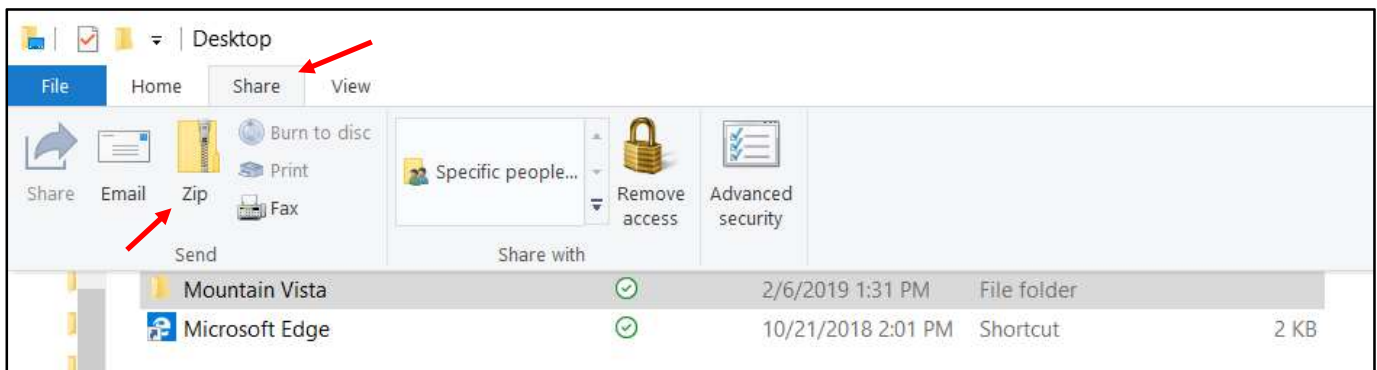 Desktop
File Home Share View
Share Email Zip Burn to disc Print Fax Specific people... Remove access Advanced security
Send Share with
Mountain Vista 2/6/2019 1:31 PM File folder
Microsoft Edge 10/21/2018 2:01 PM Shortcut 2 KB